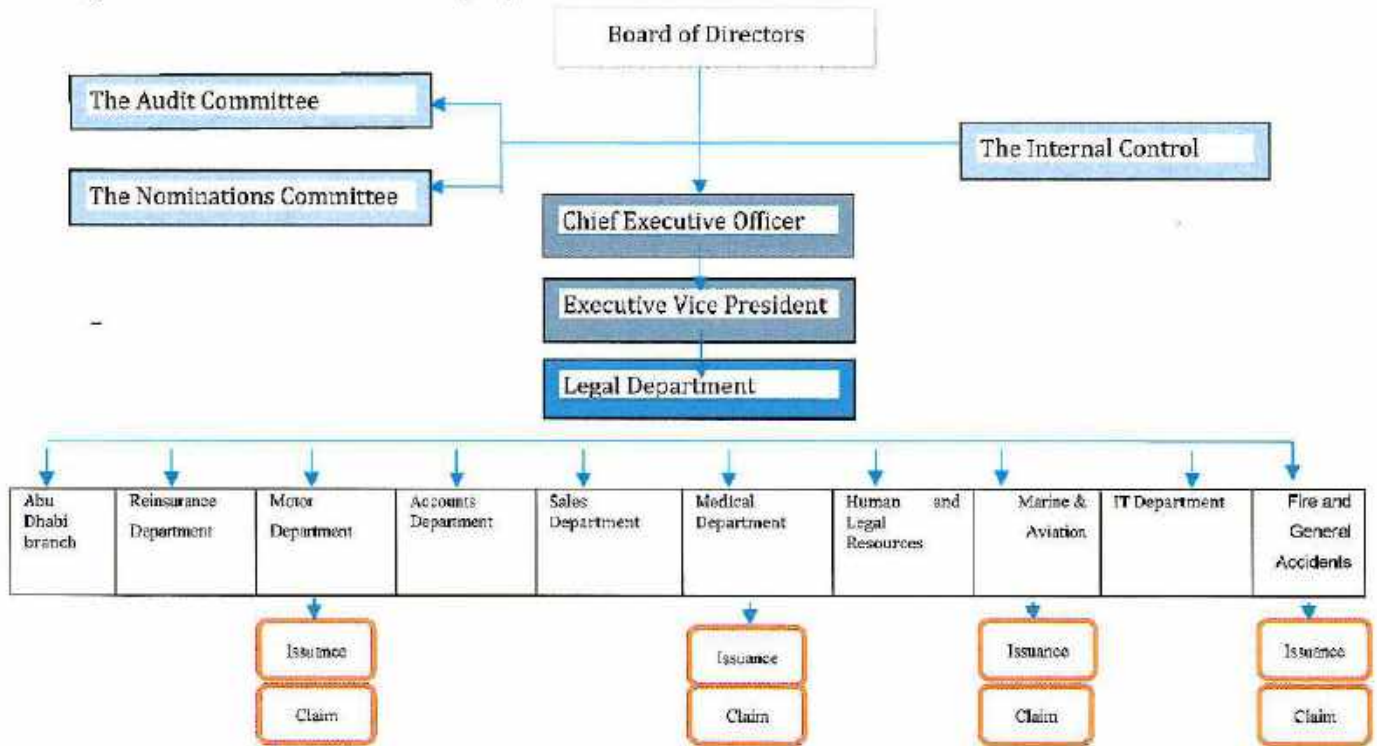 Board of Directors
The Audit Committee
The Internal Control
The Nominations Committee
Chief Executive Officer
Executive Vice President
Legal Department
Abu
Dhabi
branch
Reinsurance
Department
Motor
Department
Accounts
Department
Sales
Department
Medical
Department
Human and
Legal
Resources
Marine &
Aviation
IT Department
Fire and
General
Accidents
Issuance
Claim
Issuance
Claim
Issuance
Claim
Issuance
Claim